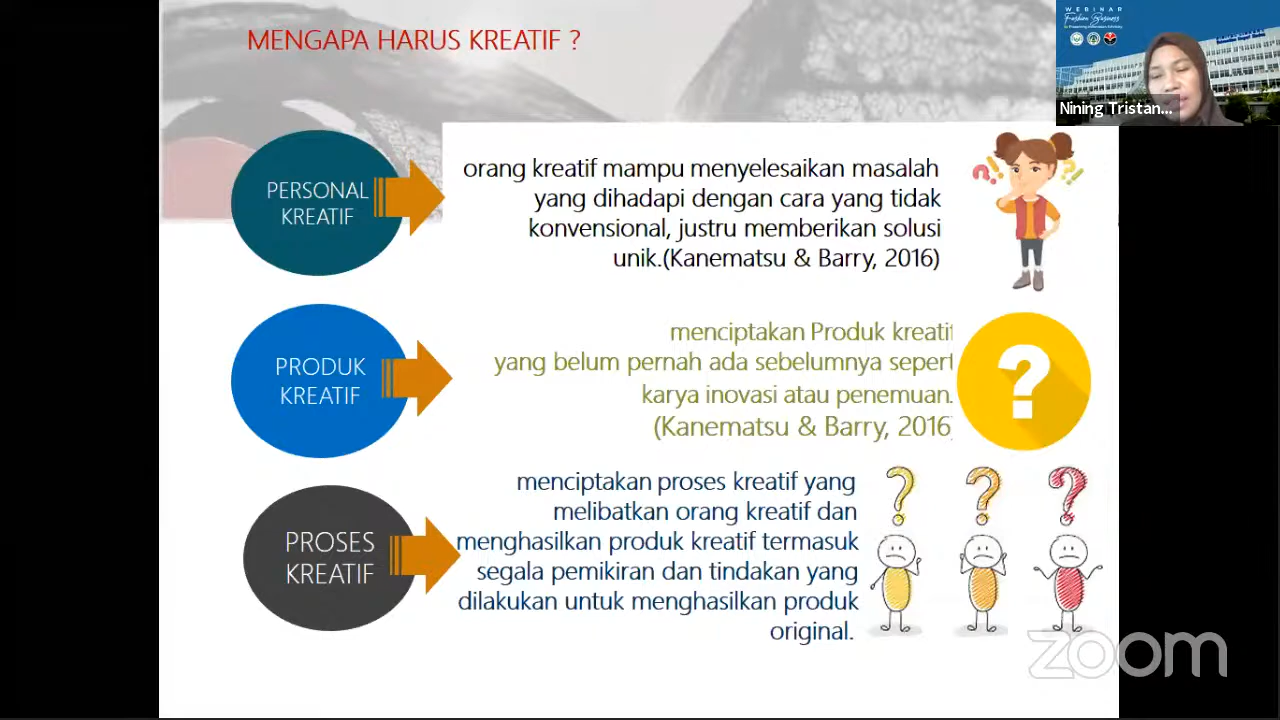 MENGAPA HARUS KREATIF ?
WEBINAR
Fashion Business
Nining Tristan...
PERSONAL
KREATIF
orang kreatif mampu menyelesaikan masalah
yang dihadapi dengan cara yang tidak
konvensional, justru memberikan solusi
unik.(Kanematsu & Barry, 2016)
PRODUK
KREATIF
menciptakan Produk kreatif
yang belum pernah ada sebelumnya sepert
karya inovasi atau penemuan.
(Kanematsu & Barry, 2016)
?
PROSES
KREATIF
menciptakan proses kreatif yang
melibatkan orang kreatif dan
menghasilkan produk kreatif termasuk
segala pemikiran dan tindakan yang
dilakukan untuk menghasilkan produk
original.
? ? ?
zoom